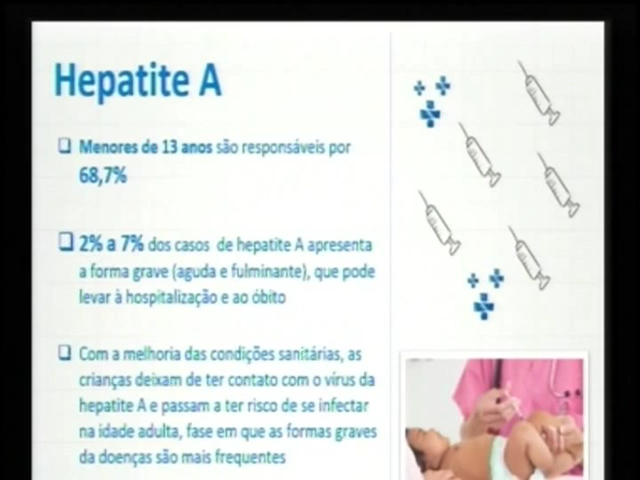 Hepatite A
Menores de 13 anos são responsáveis por
68,7%
2% a 7% dos casos de hepatite A apresenta
a forma grave (aguda e fulminante), que pode
levar à hospitalização e ao óbito
Com a melhoria das condições sanitárias, as
crianças deixam de ter contato com o vírus da
hepatite A e passam a ter risco de se infectar
na idade adulta, fase em que as formas graves
da doenças são mais frequentes